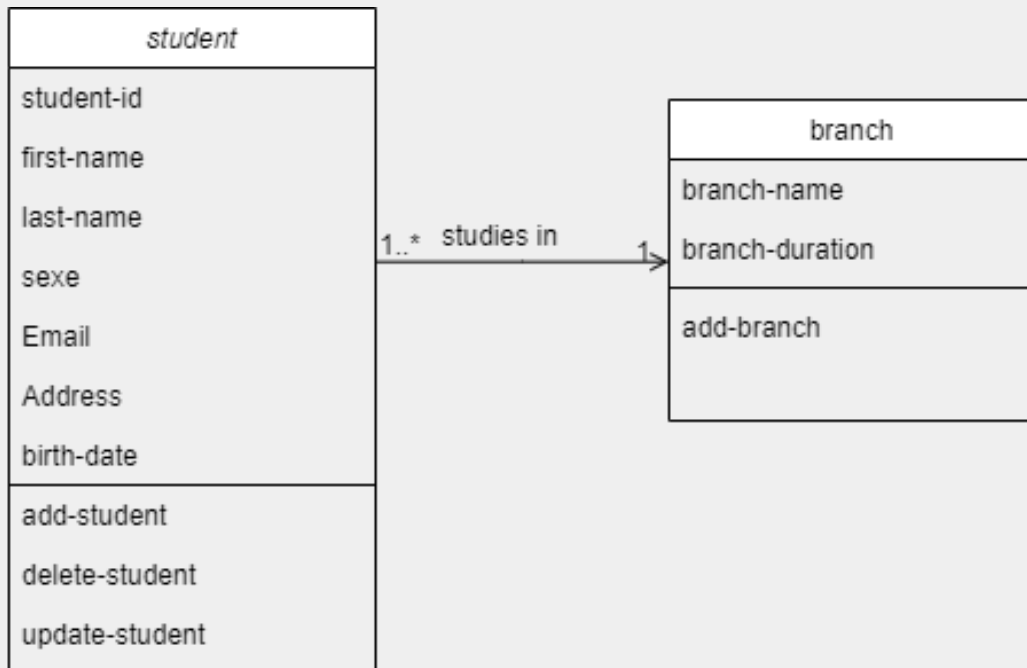 student
student-id
first-name
last-name
sexe
Email
Address
birth-date
add-student
delete-student
update-student
1..* studies in 1
branch
branch-name
branch-duration
add-branch